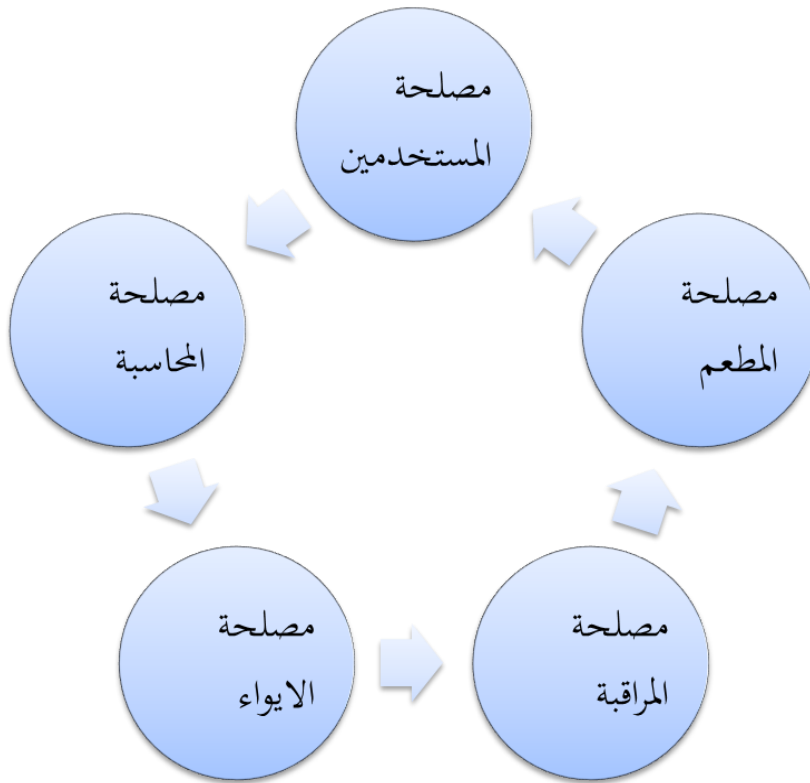 مصلحة
المستخدمين
مصلحة
المحاسبة
مصلحة
الايواء
مصلحة
المراقبة
مصلحة
المطعم